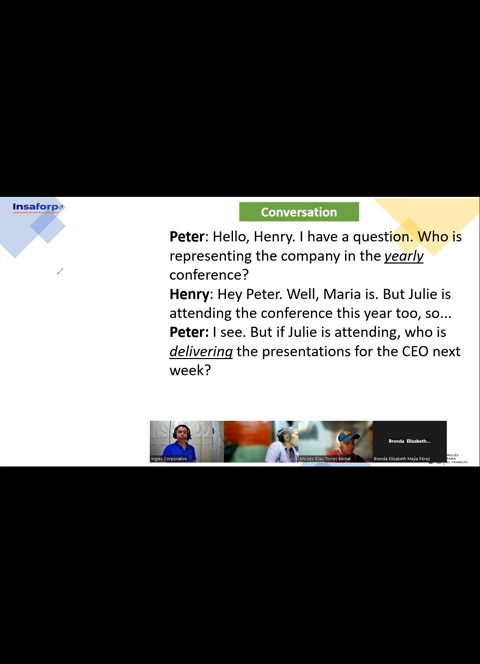 Insaforp
Conversation
Peter: Hello, Henry. I have a question. Who is
representing the company in the yearly
conference?
Henry: Hey Peter. Well, Maria is. But Julie is
attending the conference this year too, so...
Peter: I see. But if Julie is attending, who is
delivering the presentations for the CEO next
week?
Brenda Elizabeth...
Inglés Corporativo
Moises Elias Torres Bernal
Brenda Elizabeth Mejia Pérez